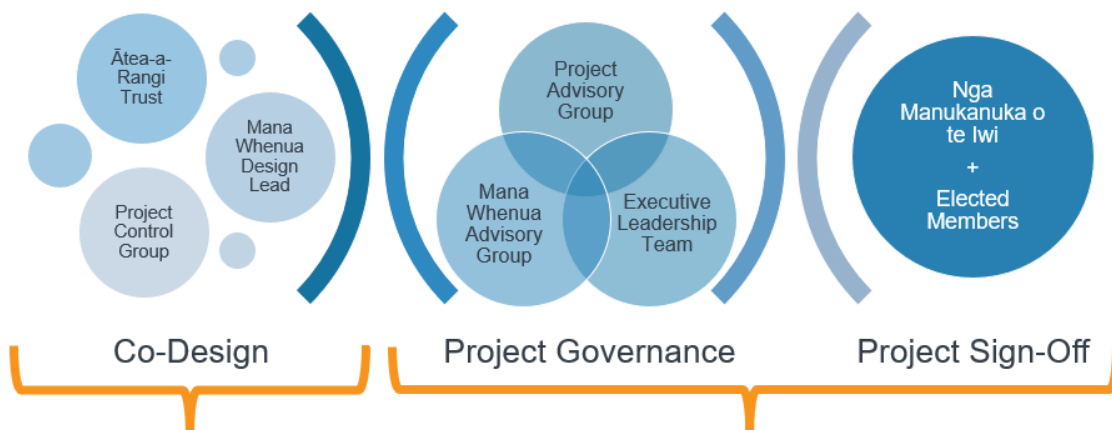 Ātea-a-
Rangi
Trust
Mana
Whenua
Design
Lead
Project
Control
Group
Project
Advisory
Group
Mana
Whenua
Advisory
Group
Executive
Leadership
Team
Nga
Manukanuka o
te Iwi
+
Elected
Members
Co-Design
Project Governance
Project Sign-Off